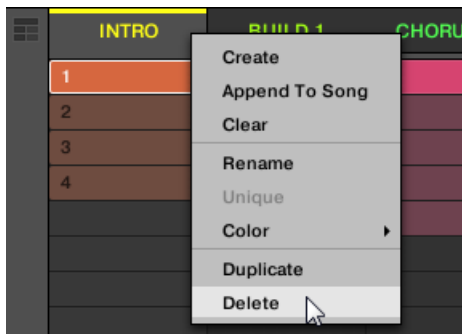 INTRO
BUILD 1
CHORU
1
2
3
4
Create
Append To Song
Clear
Rename
Unique
Color
Duplicate
Delete